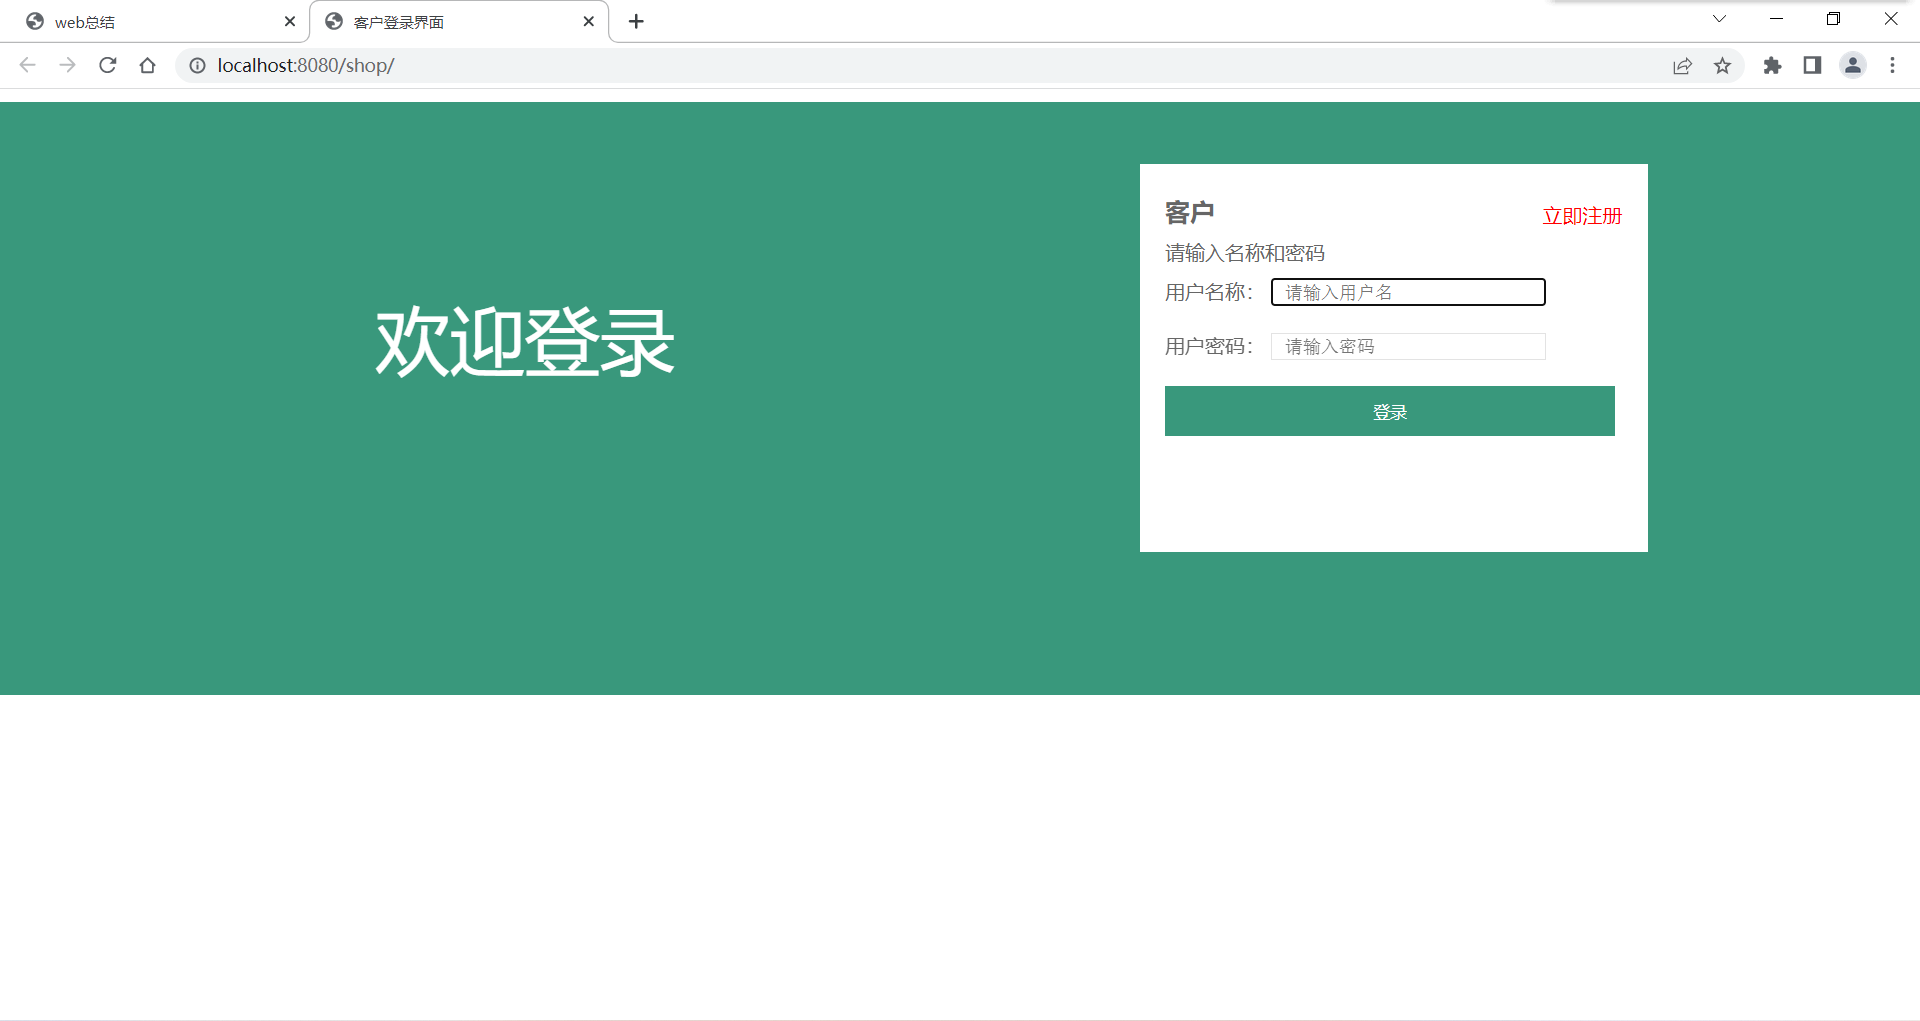 web总结
客户登录界面
localhost:8080/shop/
欢迎登录
客户
立即注册
请输入名称和密码
用户名称：
请输入用户名
用户密码：
请输入密码
登录